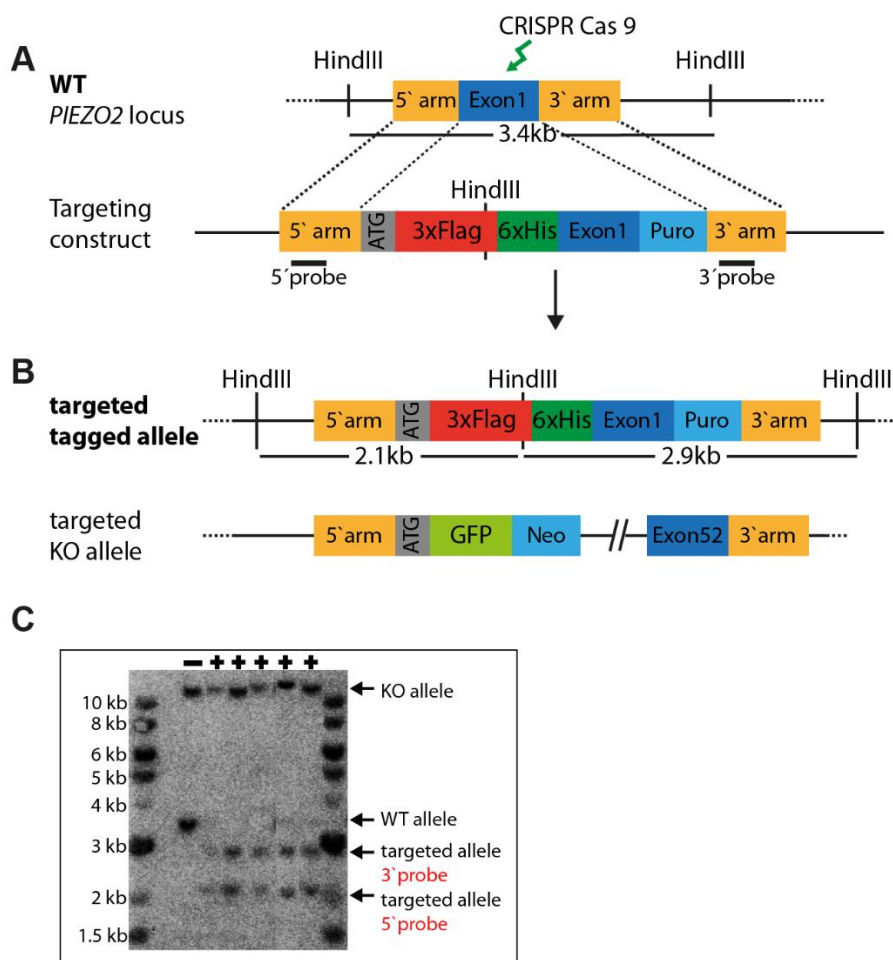 A
CRISPR Cas 9
HindIII
HindIII
WT
PIEZO2 locus
5` arm
Exon1
3` arm
3.4kb
HindIII
Targeting
construct
5` arm
ATG
3xFlag
6xHis
Exon1
Puro
3` arm
5´probe
3´probe
B
HindIII
HindIII
HindIII
targeted
tagged allele
5`arm
ATG
3xFlag
6xHis
Exon1
Puro
3`arm
2.1kb
2.9kb
targeted
KO allele
5`arm
ATG
GFP
Neo
//
Exon52
3`arm
C
− + + + + +
10 kb
8 kb
6 kb
5 kb
4 kb
3 kb
2 kb
1.5 kb
KO allele
WT allele
targeted allele
3`probe
targeted allele
5`probe